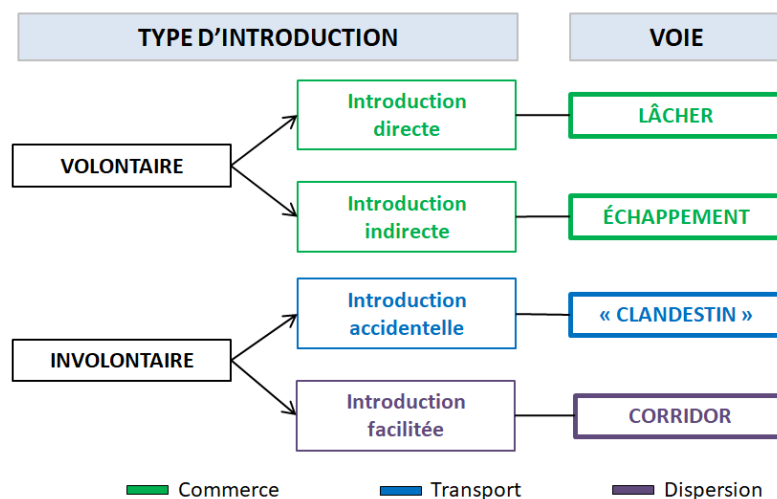 TYPE D’INTRODUCTION
VOIE
VOLONTAIRE
Introduction
directe
LÂCHER
Introduction
indirecte
ÉCHAPPEMENT
INVOLONTAIRE
Introduction
accidentelle
« CLANDESTIN »
Introduction
facilitée
CORRIDOR
Commerce
Transport
Dispersion